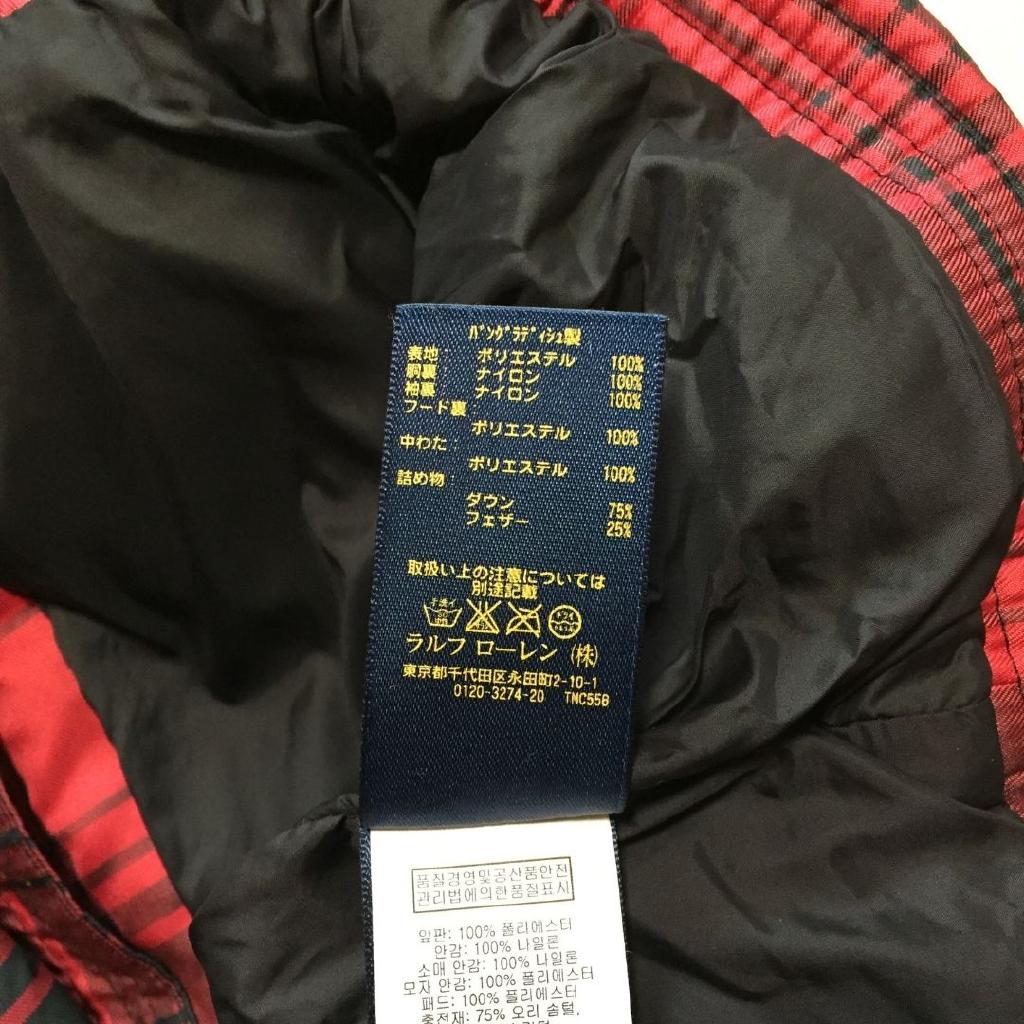 バングラディシュ製
表地: ポリエステル 100%
胴裏 ナイロン 100%
袖裏 ナイロン 100%
フード裏
ポリエステル 100%
中わた:
ポリエステル 100%
詰め物:
ダウン 75%
フェザー 25%
取扱い上の注意については
別途記載
ラルフ ローレン (株)
東京都千代田区永田町2-10-1
0120-3274-20 TNC55B
품질경영및공산품안전
관리법에의한품질표시
앞판: 100% 폴리에스터
안감: 100% 나일론
소매 안감: 100% 나일론
모자 안감: 100% 폴리에스터
패드: 100% 폴리에스터
충전재: 75% 오리 솜털,